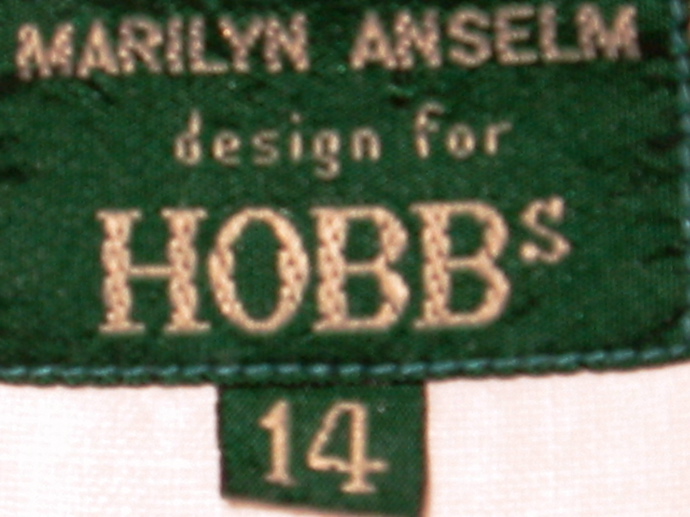 MARILYN ANSELM
design for
HOBBS
14